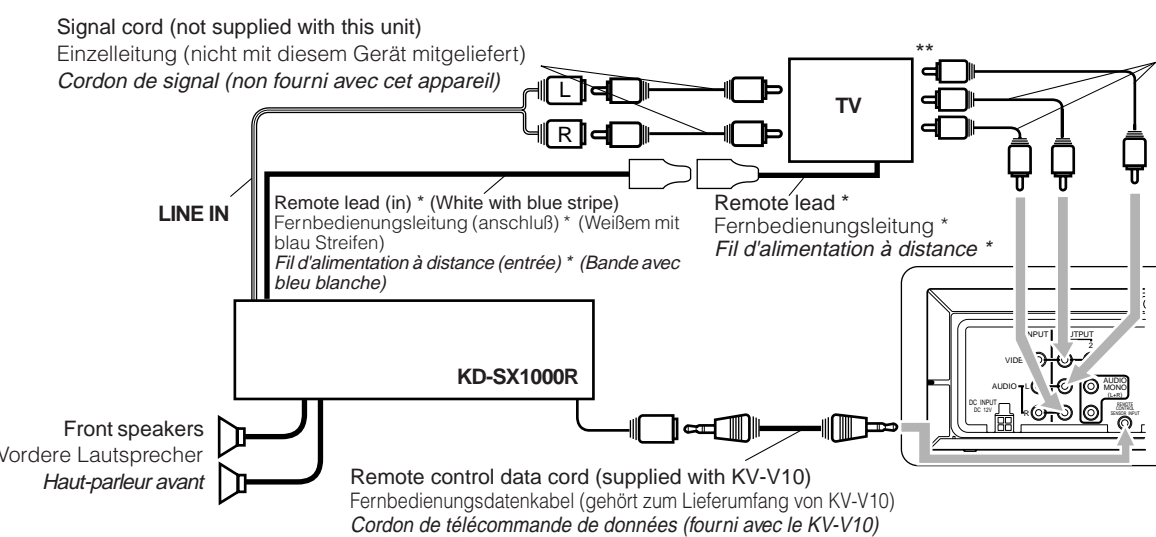 Signal cord (not supplied with this unit)
Einzelleitung (nicht mit diesem Gerät mitgeliefert)
Cordon de signal (non fourni avec cet appareil)
**
L
TV
R
LINE IN
Remote lead (in) * (White with blue stripe)
Fernbedienungsleitung (anschluß) * (Weißem mit
blau Streifen)
Fil d'alimentation à distance (entrée) * (Bande avec
bleu blanche)
Remote lead *
Fernbedienungsleitung *
Fil d'alimentation à distance *
KD-SX1000R
2
AUDIO
L
R
AUDIO
MONO
(L+R)
DC INPUT
DC 12V
REMOTE
CONTROL
SENSOR INPUT
Front speakers
Vordere Lautsprecher
Haut-parleur avant
Remote control data cord (supplied with KV-V10)
Fernbedienungsdatenkabel (gehört zum Lieferumfang von KV-V10)
Cordon de télécommande de données (fourni avec le KV-V10)